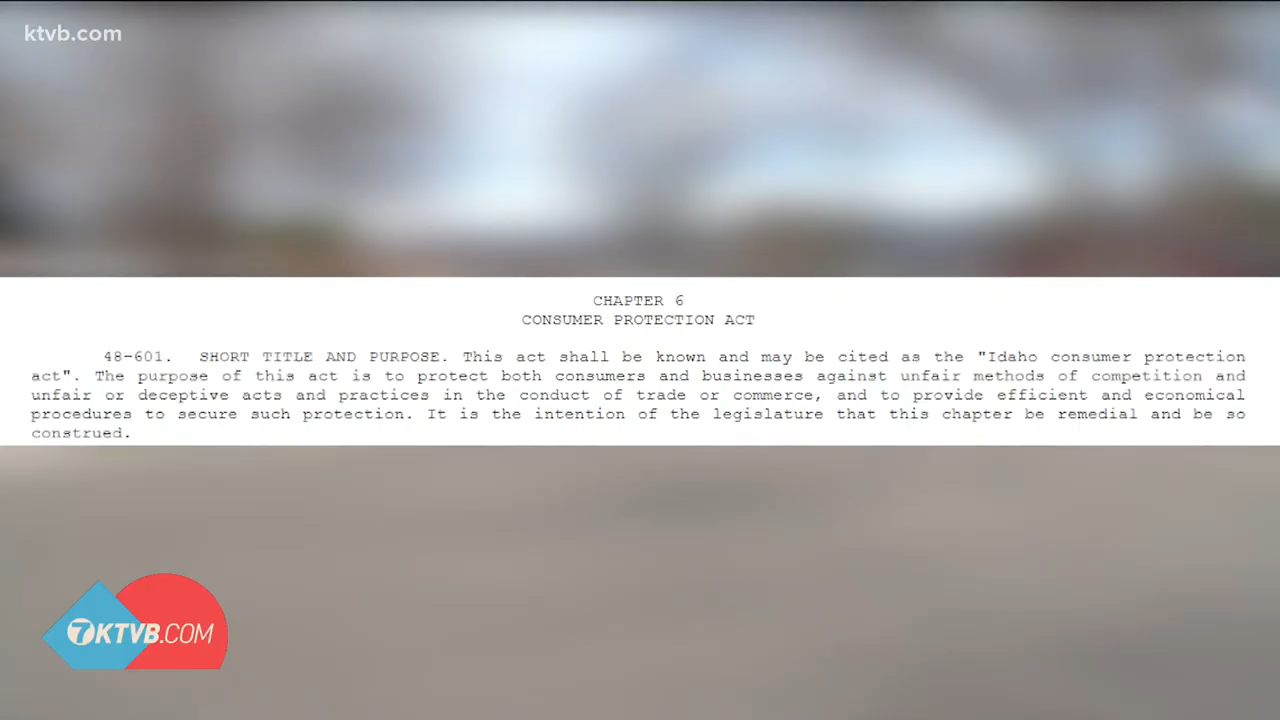 ktvb.com
CHAPTER 6
CONSUMER PROTECTION ACT
48-601. SHORT TITLE AND PURPOSE. This act shall be known and may be cited as the "Idaho consumer protection
act". The purpose of this act is to protect both consumers and businesses against unfair methods of competition and
unfair or deceptive acts and practices in the conduct of trade or commerce, and to provide efficient and economical
procedures to secure such protection. It is the intention of the legislature that this chapter be remedial and be so
construed.
7 KTVB.COM